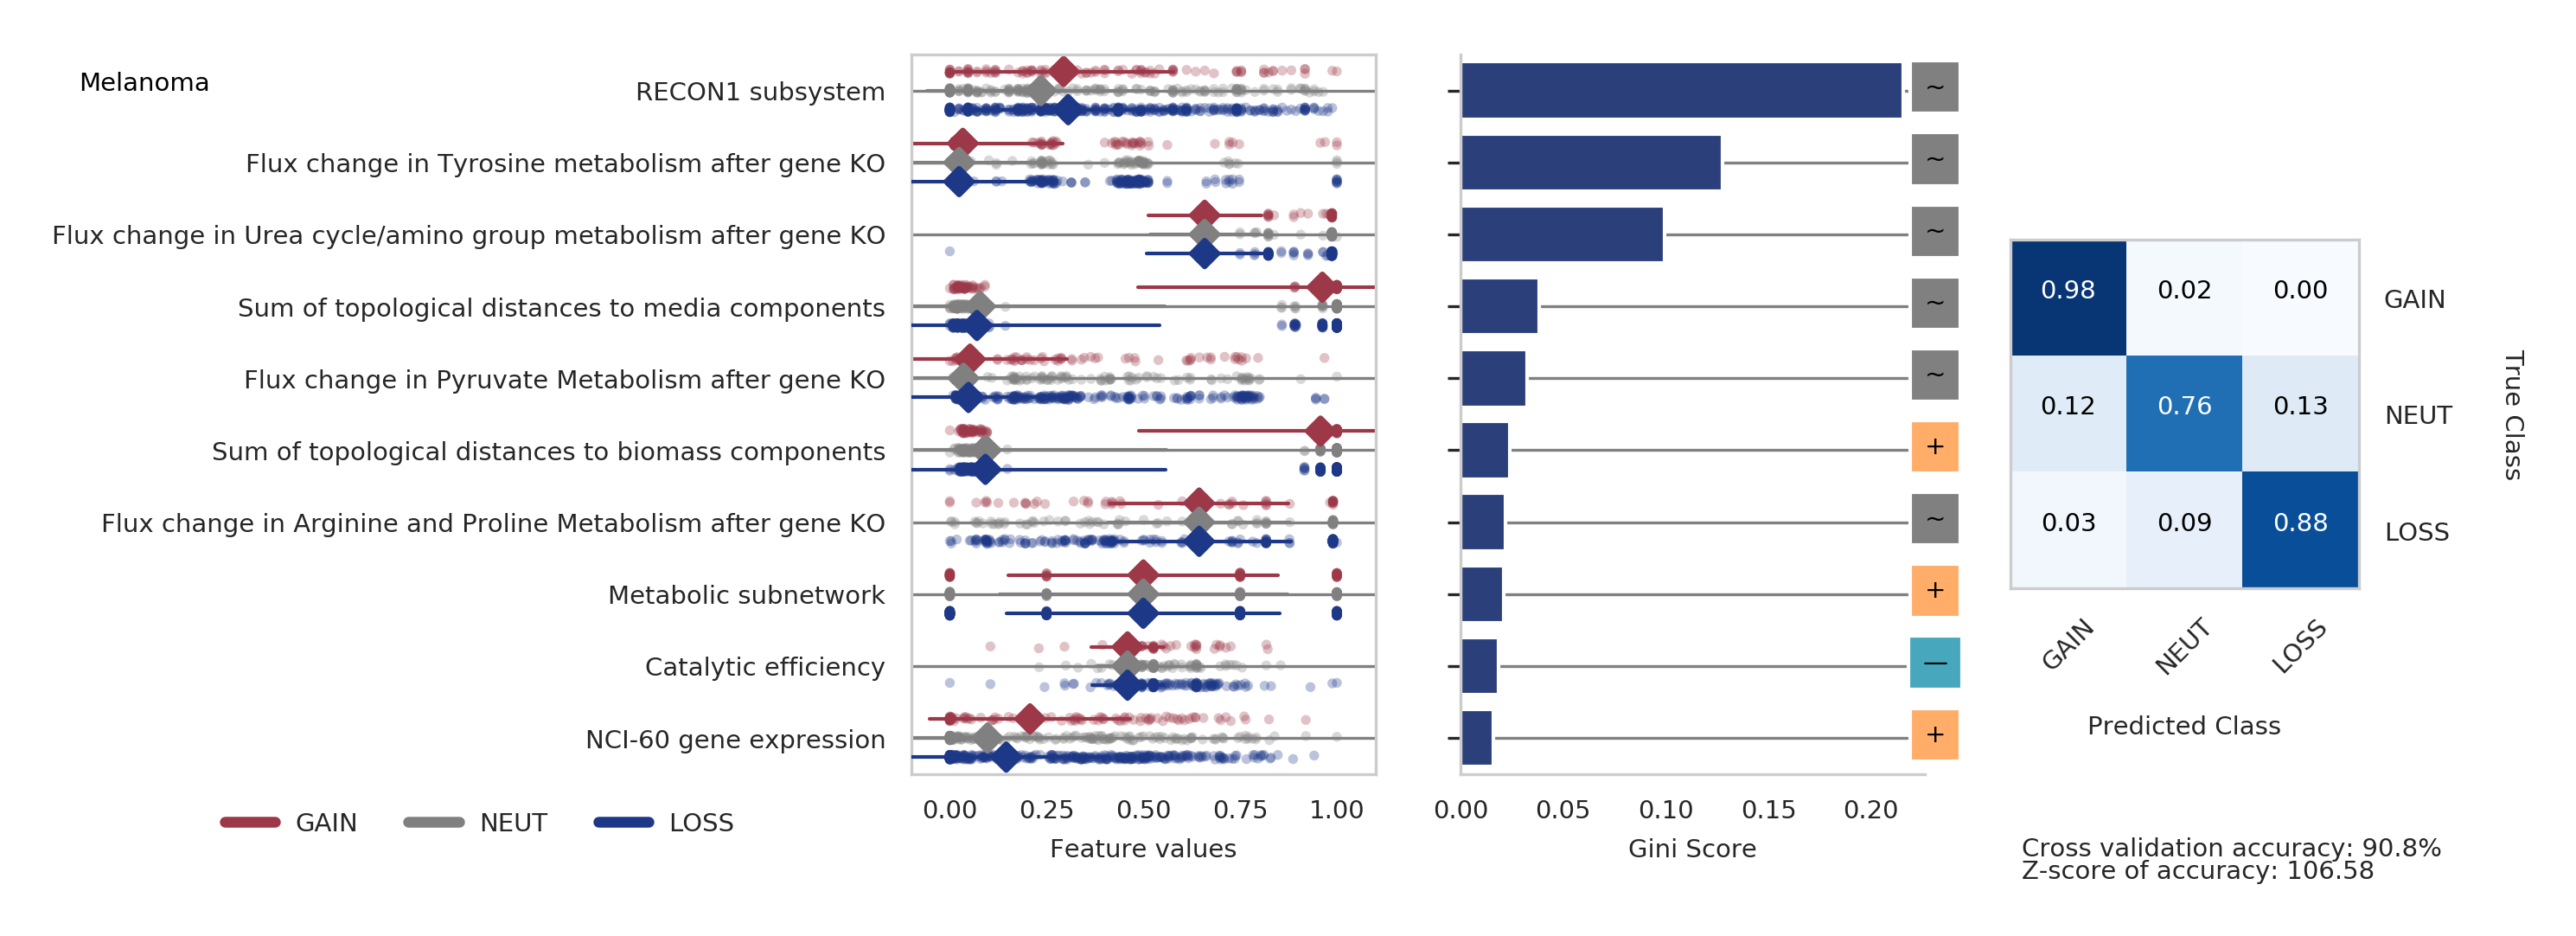 Melanoma
RECON1 subsystem
Flux change in Tyrosine metabolism after gene KO
Flux change in Urea cycle/amino group metabolism after gene KO
Sum of topological distances to media components
Flux change in Pyruvate Metabolism after gene KO
Sum of topological distances to biomass components
Flux change in Arginine and Proline Metabolism after gene KO
Metabolic subnetwork
Catalytic efficiency
NCI-60 gene expression
GAIN NEUT LOSS
0.00 0.25 0.50 0.75 1.00
Feature values
~
~
~
~
~
+
~
+
—
+
0.00 0.05 0.10 0.15 0.20
Gini Score
0.98 0.02 0.00 GAIN
0.12 0.76 0.13 NEUT
0.03 0.09 0.88 LOSS
True Class
GAIN NEUT LOSS
Predicted Class
Cross validation accuracy: 90.8%
Z-score of accuracy: 106.58